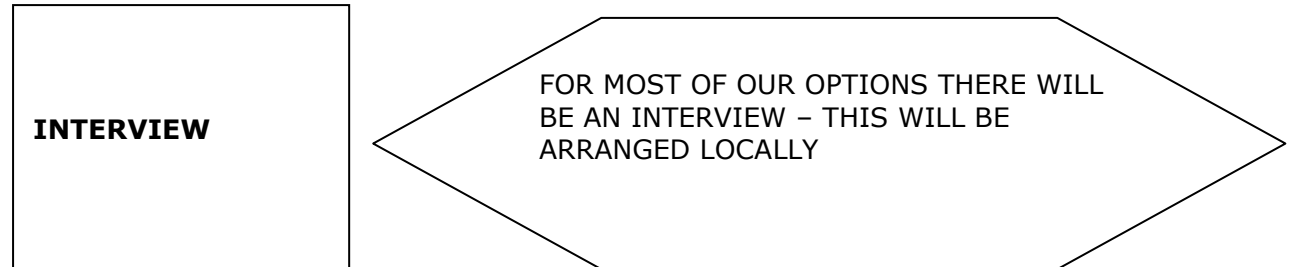 INTERVIEW
FOR MOST OF OUR OPTIONS THERE WILL
BE AN INTERVIEW – THIS WILL BE
ARRANGED LOCALLY